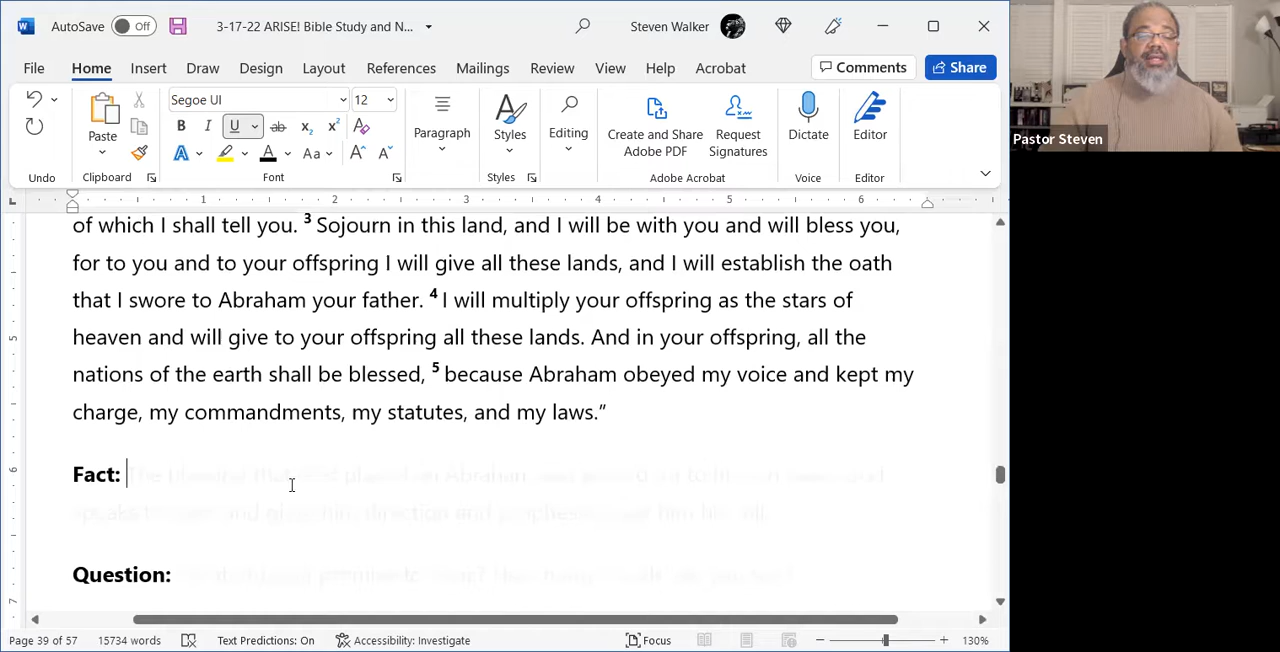 AutoSave Off 3-17-22 ARISE! Bible Study and N... Steven Walker
File Home Insert Draw Design Layout References Mailings Review View Help Acrobat Comments Share
Segoe UI 12
Paste Paragraph Styles Editing Create and Share Adobe PDF Request Signatures Dictate Editor
Undo Clipboard Font Styles Adobe Acrobat Voice Editor
Pastor Steven
1 2 3 4 5 6
of which I shall tell you. 3 Sojourn in this land, and I will be with you and will bless you,
for to you and to your offspring I will give all these lands, and I will establish the oath
that I swore to Abraham your father. 4 I will multiply your offspring as the stars of
heaven and will give to your offspring all these lands. And in your offspring, all the
nations of the earth shall be blessed, 5 because Abraham obeyed my voice and kept my
charge, my commandments, my statutes, and my laws.”
Fact:
Question:
Page 39 of 57 15734 words Text Predictions: On Accessibility: Investigate Focus 130%